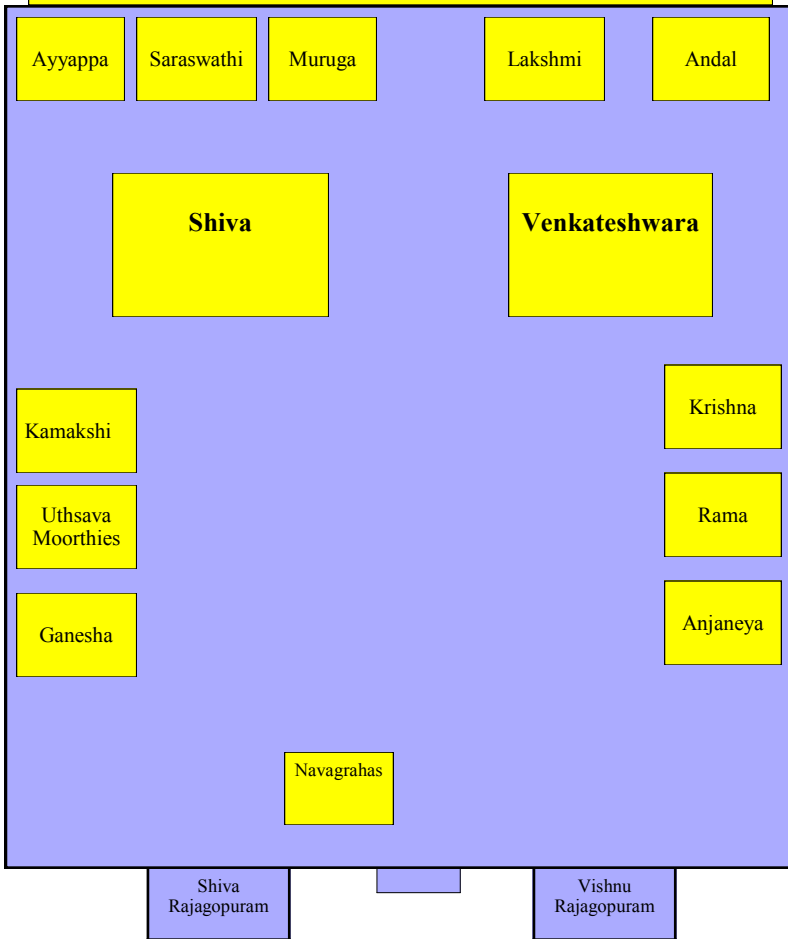 Ayyappa
Saraswathi
Muruga
Lakshmi
Andal
Shiva
Venkateshwara
Krishna
Kamakshi
Uthsava
Moorthies
Rama
Ganesha
Anjaneya
Navagrahas
Shiva
Rajagopuram
Vishnu
Rajagopuram